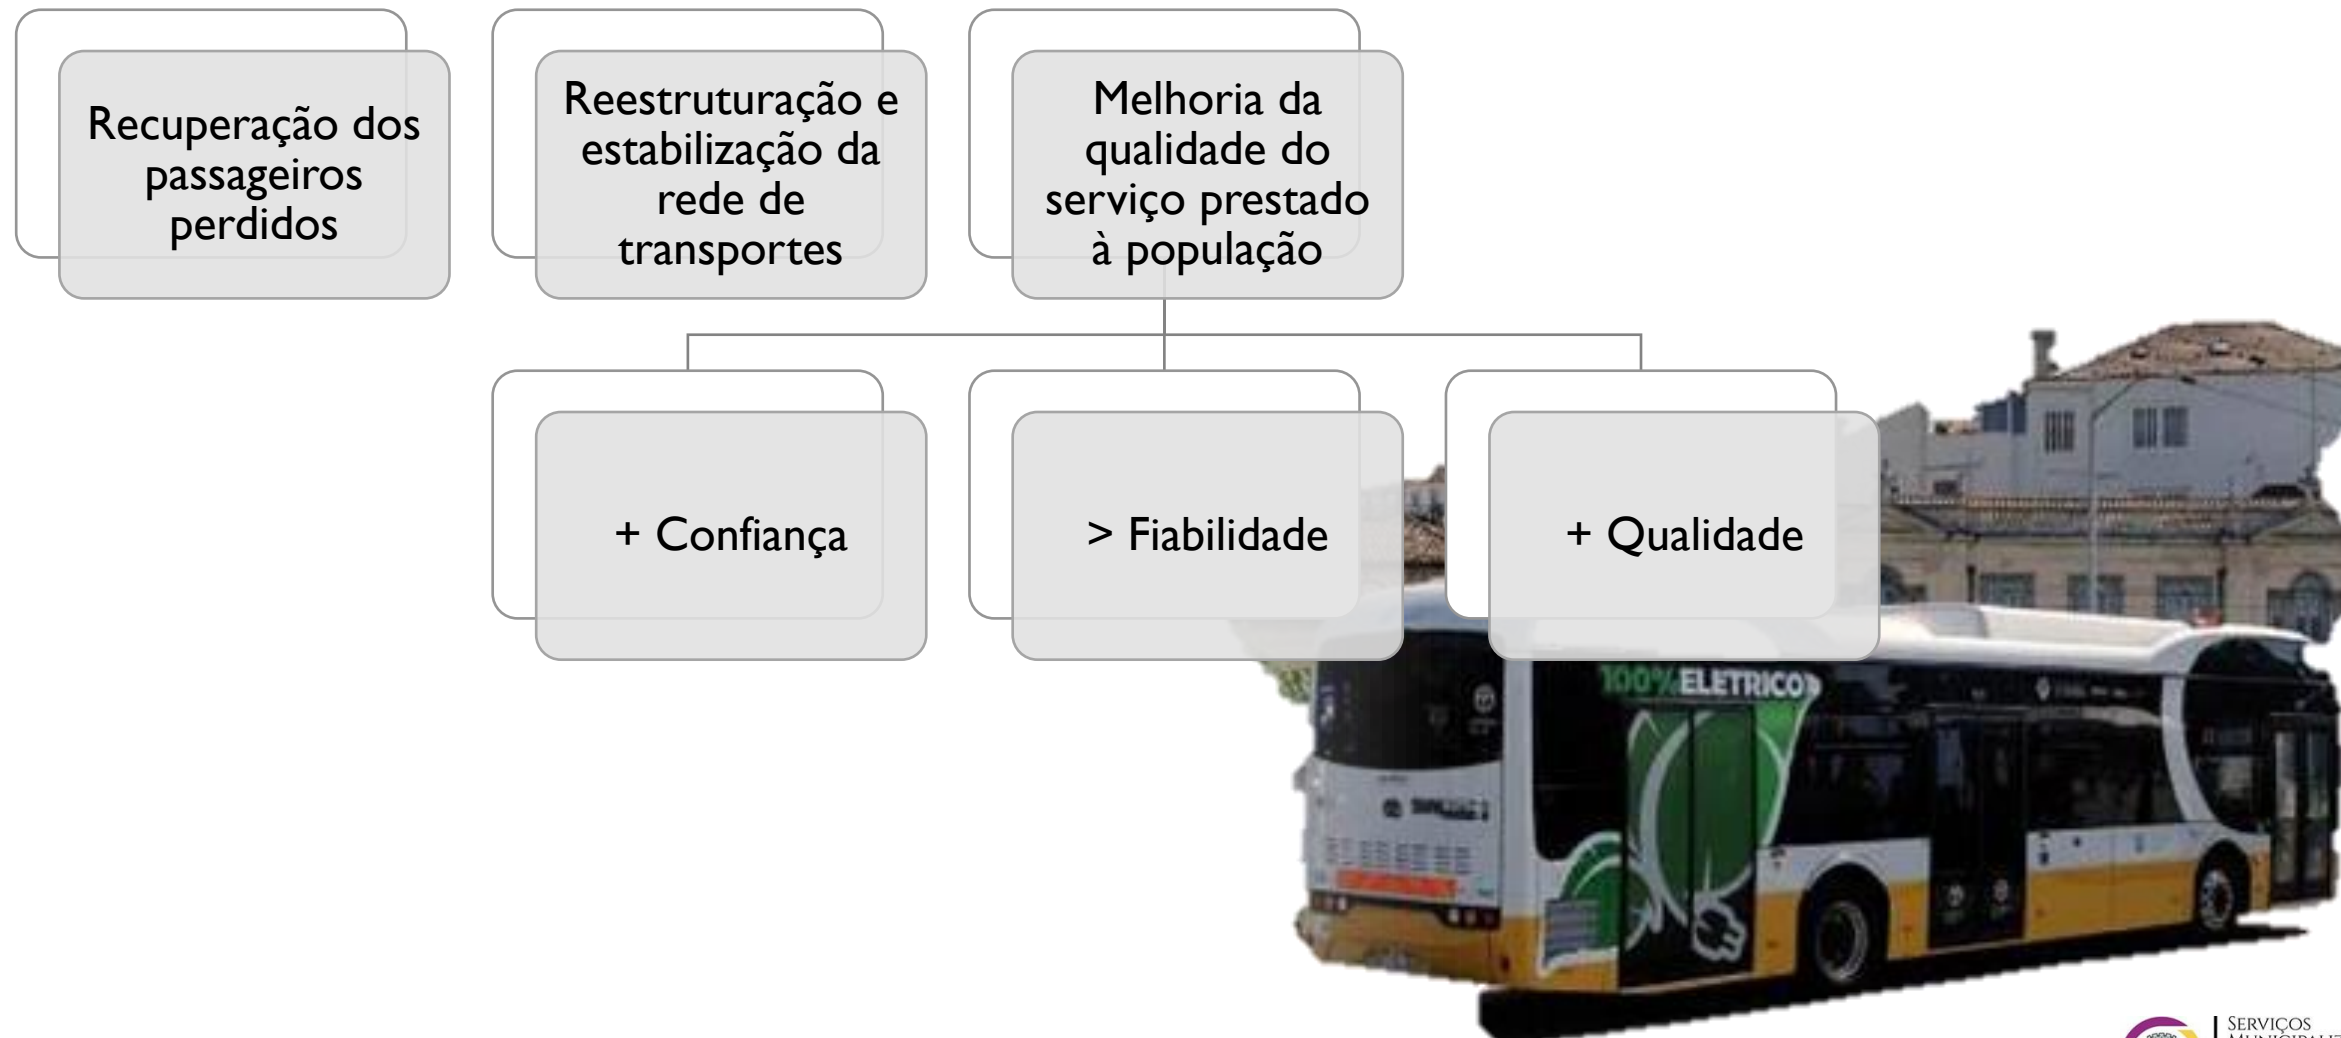 Recuperação dos
passageiros
perdidos
Reestruturação e
estabilização da
rede de
transportes
Melhoria da
qualidade do
serviço prestado
à população
+ Confiança
> Fiabilidade
+ Qualidade
100% ELETRICO
SERVIÇOS